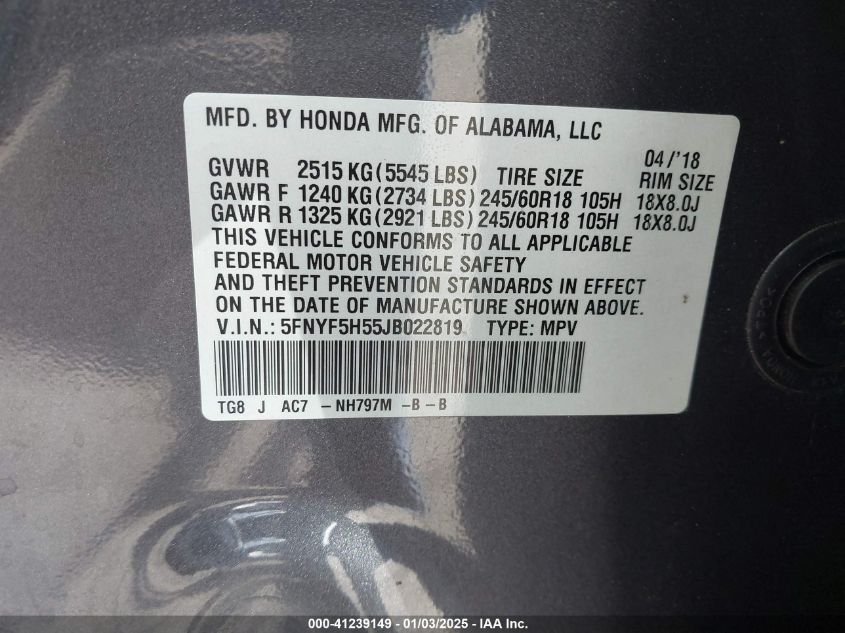 MFD. BY HONDA MFG. OF ALABAMA, LLC
04/'18
GVWR 2515 KG(5545 LBS) TIRE SIZE RIM SIZE
GAWR F 1240 KG(2734 LBS) 245/60R18 105H 18X8.0J
GAWR R 1325 KG(2921 LBS) 245/60R18 105H 18X8.0J
THIS VEHICLE CONFORMS TO ALL APPLICABLE
FEDERAL MOTOR VEHICLE SAFETY
AND THEFT PREVENTION STANDARDS IN EFFECT
ON THE DATE OF MANUFACTURE SHOWN ABOVE.
V.I.N.: 5FNYF5H55JB022819 TYPE: MPV
TG8 J AC7 -NH797M -B-B
000-41239149 - 01/03/2025 - IAA Inc.